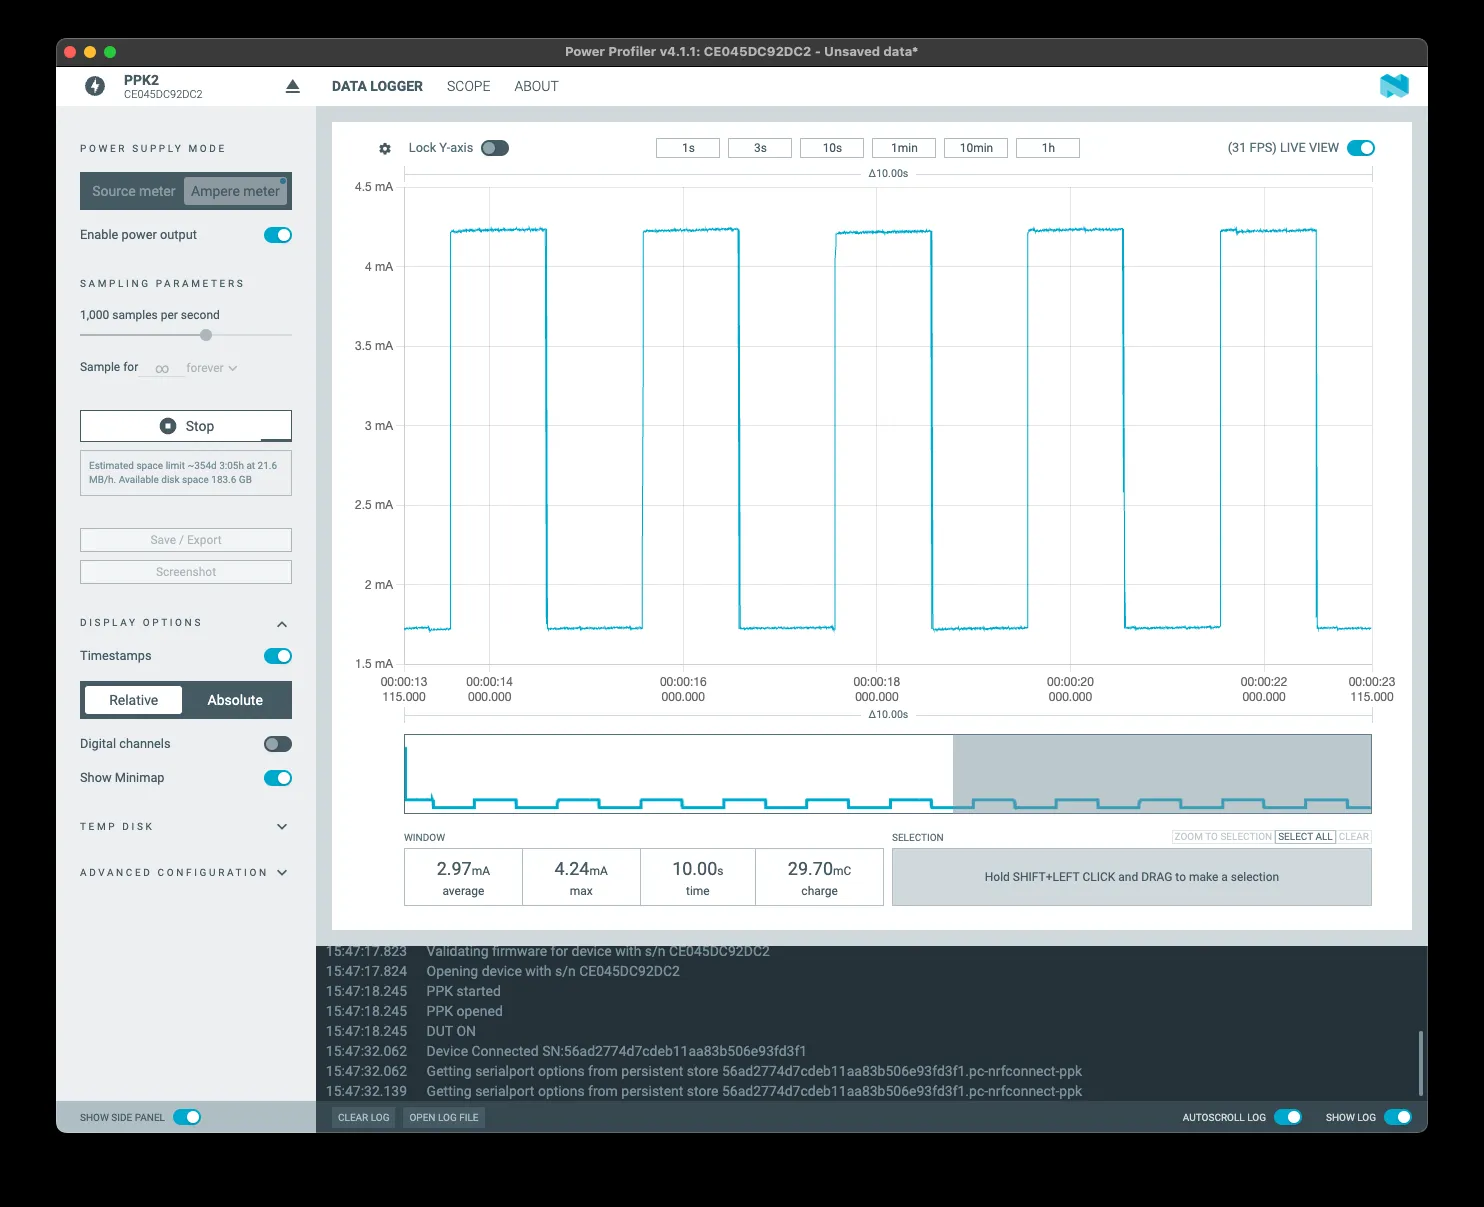 Power Profiler v4.1.1: CE045DC92DC2 - Unsaved data*
PPK2
CE045DC92DC2
DATA LOGGER SCOPE ABOUT
POWER SUPPLY MODE
Source meter Ampere meter
Enable power output
SAMPLING PARAMETERS
1,000 samples per second
Sample for ∞ forever
Stop
Estimated space limit ~354d 3:05h at 21.6
MB/h. Available disk space 183.6 GB
Save / Export
Screenshot
DISPLAY OPTIONS
Timestamps
Relative Absolute
Digital channels
Show Minimap
TEMP DISK
ADVANCED CONFIGURATION
SHOW SIDE PANEL
Lock Y-axis
1s 3s 10s 1min 10min 1h
(31 FPS) LIVE VIEW
Δ10.00s
4.5 mA
4 mA
3.5 mA
3 mA
2.5 mA
2 mA
1.5 mA
00:00:13 00:00:14 00:00:16 00:00:18 00:00:20 00:00:22 00:00:23
115.000 000.000 000.000 000.000 000.000 000.000 115.000
Δ10.00s
WINDOW
2.97mA 4.24mA 10.00s 29.70mC
average max time charge
SELECTION ZOOM TO SELECTION SELECT ALL CLEAR
Hold SHIFT+LEFT CLICK and DRAG to make a selection
15:47:17.823 Validating firmware for device with s/n CE045DC92DC2
15:47:17.824 Opening device with s/n CE045DC92DC2
15:47:18.245 PPK started
15:47:18.245 PPK opened
15:47:18.245 DUT ON
15:47:32.062 Device Connected SN:56ad2774d7cdeb11aa83b506e93fd3f1
15:47:32.062 Getting serialport options from persistent store 56ad2774d7cdeb11aa83b506e93fd3f1.pc-nrfconnect-ppk
15:47:32.139 Getting serialport options from persistent store 56ad2774d7cdeb11aa83b506e93fd3f1.pc-nrfconnect-ppk
CLEAR LOG OPEN LOG FILE AUTOSCROLL LOG SHOW LOG